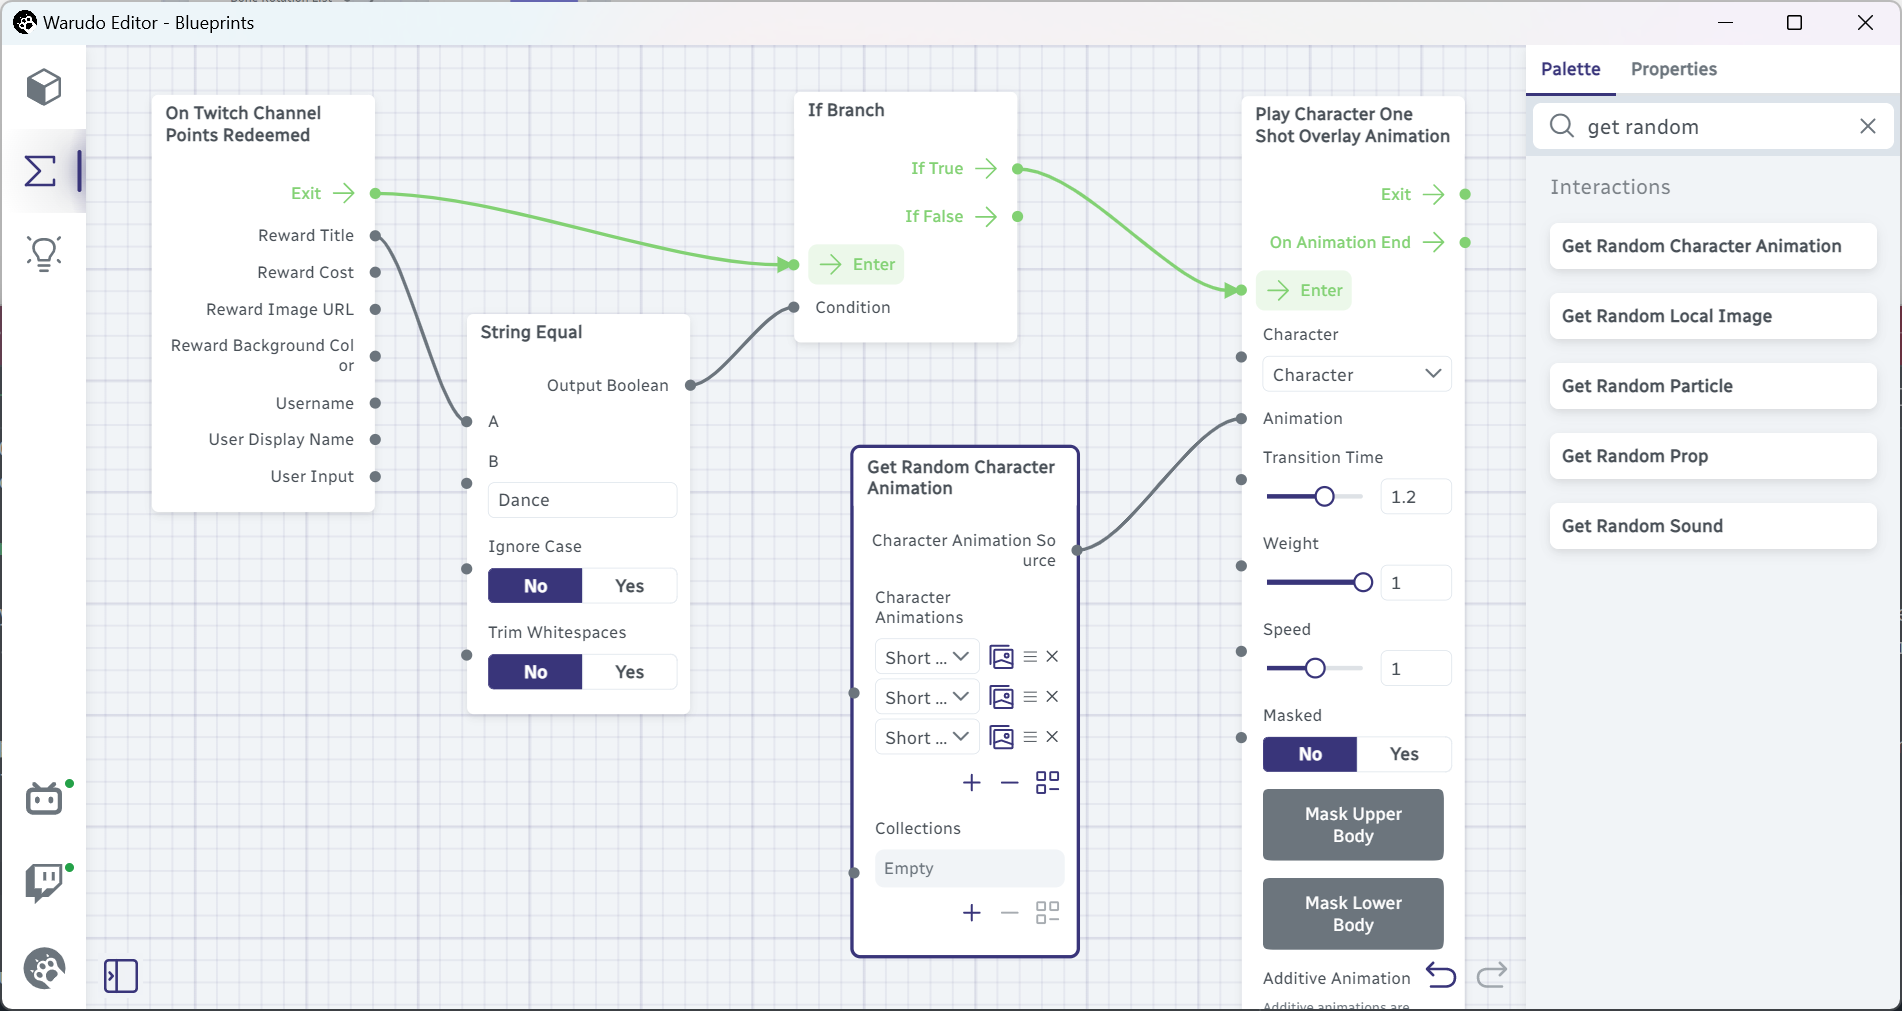 Warudo Editor - Blueprints
On Twitch Channel
Points Redeemed
Exit
Reward Title
Reward Cost
Reward Image URL
Reward Background Col
or
Username
User Display Name
User Input
String Equal
Output Boolean
A
B
Dance
Ignore Case
No Yes
Trim Whitespaces
No Yes
If Branch
If True
If False
Enter
Condition
Get Random Character
Animation
Character Animation So
urce
Character
Animations
Short ...
Short ...
Short ...
Collections
Empty
Play Character One
Shot Overlay Animation
Exit
On Animation End
Enter
Character
Character
Animation
Transition Time
1.2
Weight
1
Speed
1
Masked
No Yes
Mask Upper
Body
Mask Lower
Body
Additive Animation
Additive animations are
Palette Properties
get random
Interactions
Get Random Character Animation
Get Random Local Image
Get Random Particle
Get Random Prop
Get Random Sound